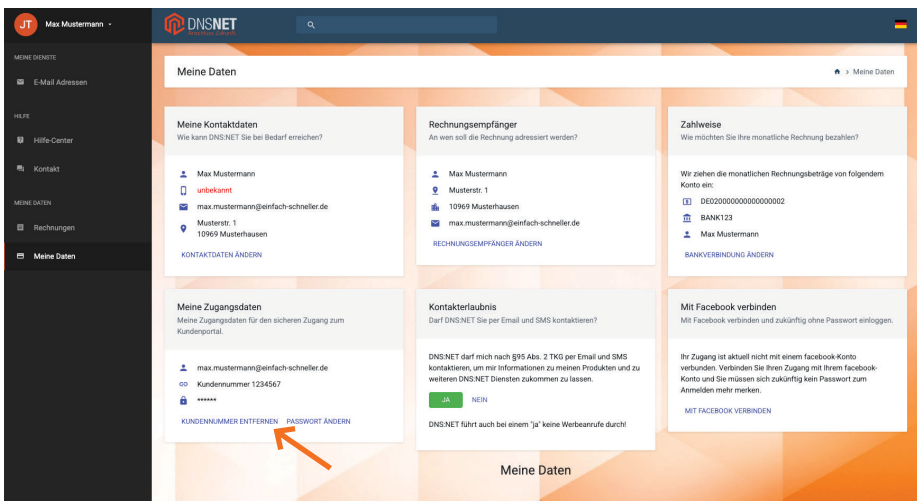 JT
Max Mustermann
DNSNET
MEINE DIENSTE
E-Mail Adressen
HILFE
Hilfe-Center
Kontakt
MEINE DATEN
Rechnungen
Meine Daten
Meine Daten
> Meine Daten
Meine Kontaktdaten
Wie kann DNS:NET Sie bei Bedarf erreichen?
Max Mustermann
unbekannt
max.mustermann@einfach-schneller.de
Musterstr. 1
10969 Musterhausen
KONTAKTDATEN ÄNDERN
Rechnungsempfänger
An wen soll die Rechnung adressiert werden?
Max Mustermann
Musterstr. 1
10969 Musterhausen
max.mustermann@einfach-schneller.de
RECHNUNGSEMPFÄNGER ÄNDERN
Zahlweise
Wie möchten Sie Ihre monatliche Rechnung bezahlen?
Wir ziehen die monatlichen Rechnungsbeträge von folgendem
Konto ein:
DE020000000000000002
BANK123
Max Mustermann
BANKVERBINDUNG ÄNDERN
Meine Zugangsdaten
Meine Zugangsdaten für den sicheren Zugang zum
Kundenportal.
max.mustermann@einfach-schneller.de
Kundennummer 1234567
******
KUNDENNUMMER ENTFERNEN PASSWORT ÄNDERN
Kontakterlaubnis
Darf DNS:NET Sie per Email und SMS kontaktieren?
DNS:NET darf mich nach §95 Abs. 2 TKG per Email und SMS
kontaktieren, um mir Informationen zu meinen Produkten und zu
weiteren DNS:NET Diensten zukommen zu lassen.
JA NEIN
DNS:NET führt auch bei einem "ja" keine Werbeanrufe durch!
Mit Facebook verbinden
Mit Facebook verbinden und zukünftig ohne Passwort einloggen.
Ihr Zugang ist aktuell nicht mit einem facebook-Konto
verbunden. Verbinden Sie Ihren Zugang mit Ihrem facebook-
Konto und Sie müssen sich zukünftig kein Passwort zum
Anmelden mehr merken.
MIT FACEBOOK VERBINDEN
Meine Daten